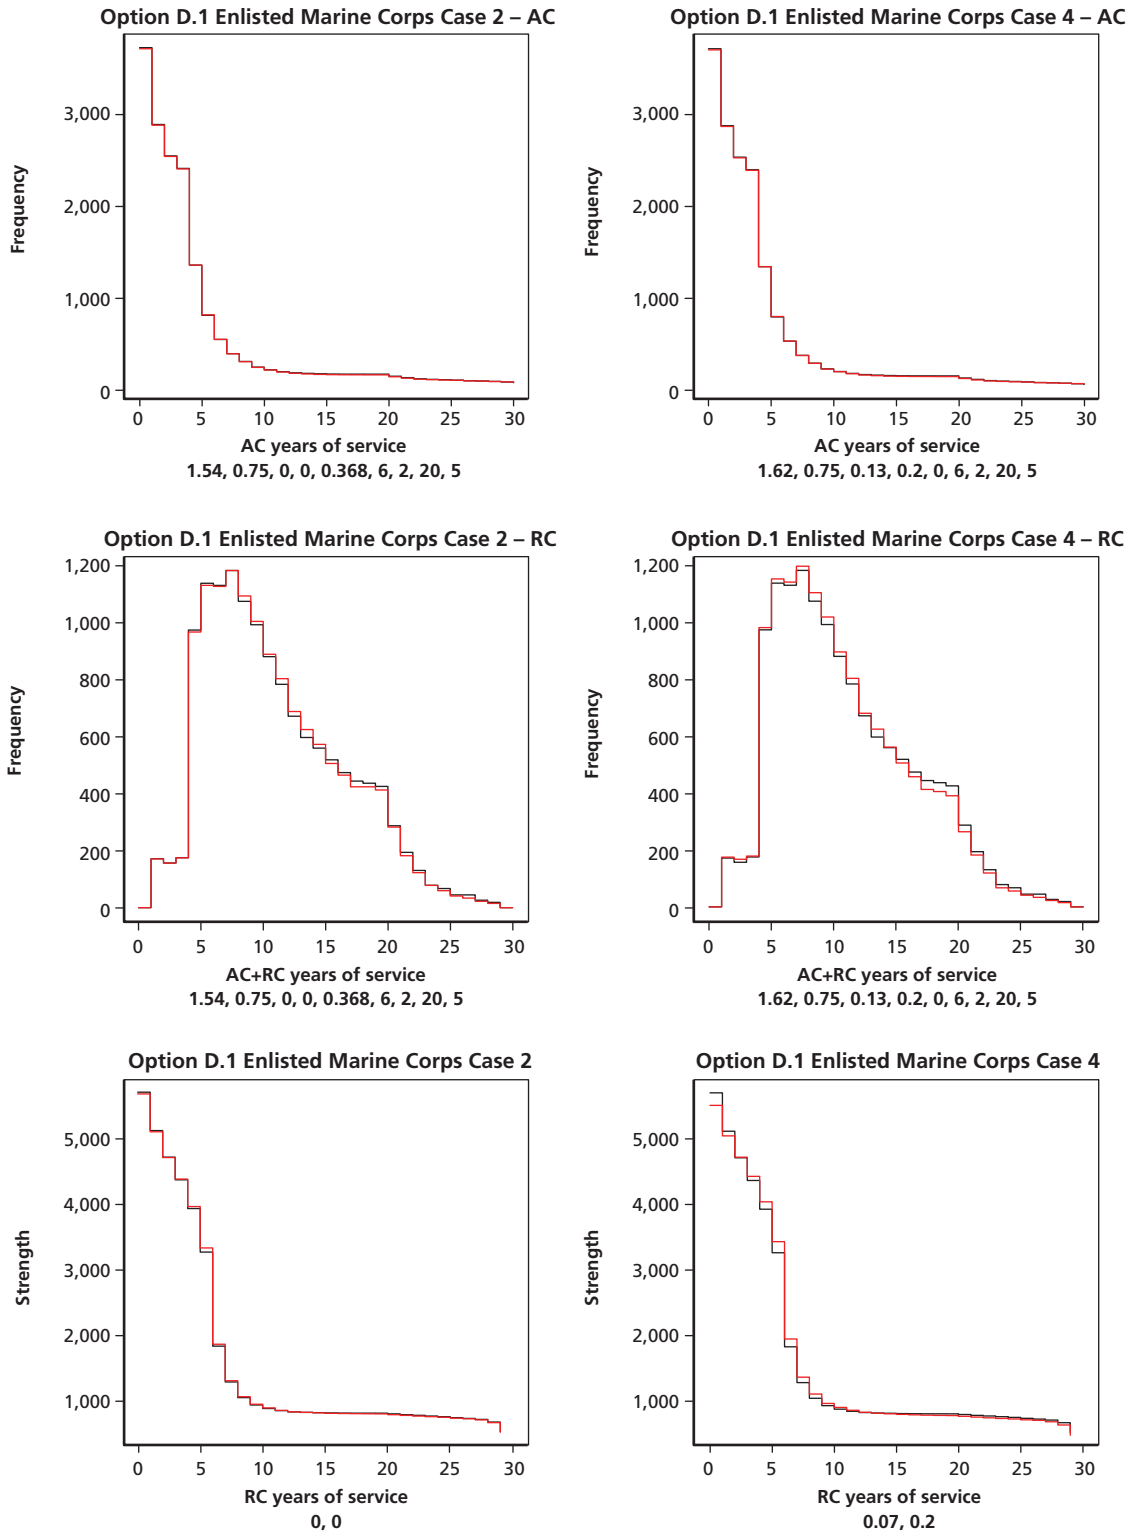 Option D.1 Enlisted Marine Corps Case 2 – AC
Frequency
3,000
2,000
1,000
0
0 5 10 15 20 25 30
AC years of service
1.54, 0.75, 0, 0, 0.368, 6, 2, 20, 5
Option D.1 Enlisted Marine Corps Case 4 – AC
Frequency
3,000
2,000
1,000
0
0 5 10 15 20 25 30
AC years of service
1.62, 0.75, 0.13, 0.2, 0, 6, 2, 20, 5
Option D.1 Enlisted Marine Corps Case 2 – RC
Frequency
1,200
1,000
800
600
400
200
0
0 5 10 15 20 25 30
AC+RC years of service
1.54, 0.75, 0, 0, 0.368, 6, 2, 20, 5
Option D.1 Enlisted Marine Corps Case 4 – RC
Frequency
1,200
1,000
800
600
400
200
0
0 5 10 15 20 25 30
AC+RC years of service
1.62, 0.75, 0.13, 0.2, 0, 6, 2, 20, 5
Option D.1 Enlisted Marine Corps Case 2
Strength
5,000
4,000
3,000
2,000
1,000
0 5 10 15 20 25 30
RC years of service
0, 0
Option D.1 Enlisted Marine Corps Case 4
Strength
5,000
4,000
3,000
2,000
1,000
0 5 10 15 20 25 30
RC years of service
0.07, 0.2